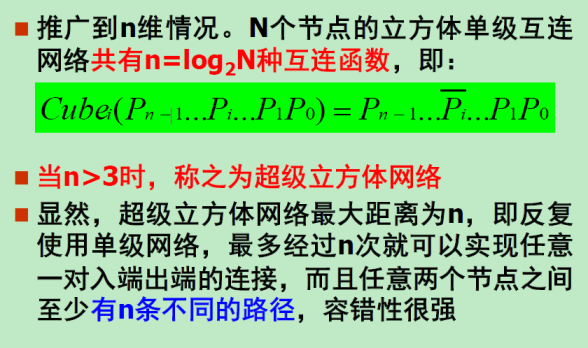 推广到n维情况。N个节点的立方体单级互连
网络共有n=log₂N种互连函数，即：
Cubeᵢ(Pₙ₋₁...Pᵢ...P₁P₀) = Pₙ₋₁...P̅ᵢ...P₁P₀
当n>3时，称之为超级立方体网络
显然，超级立方体网络最大距离为n，即反复
使用单级网络，最多经过n次就可以实现任意
一对入端出端的连接，而且任意两个节点之间
至少有n条不同的路径，容错性很强